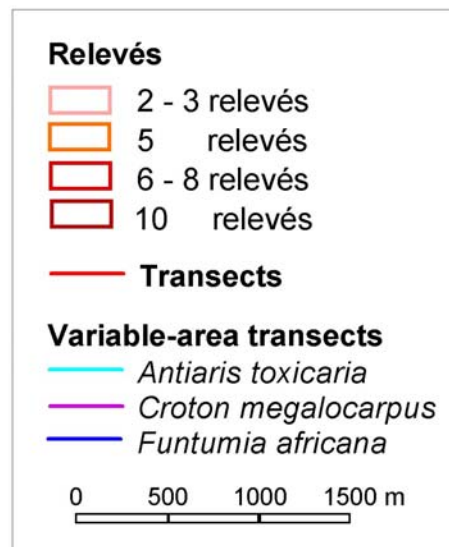 Relevés
2 - 3 relevés
5 relevés
6 - 8 relevés
10 relevés
Transects
Variable-area transects
Antiaris toxicaria
Croton megalocarpus
Funtumia africana
0 500 1000 1500 m